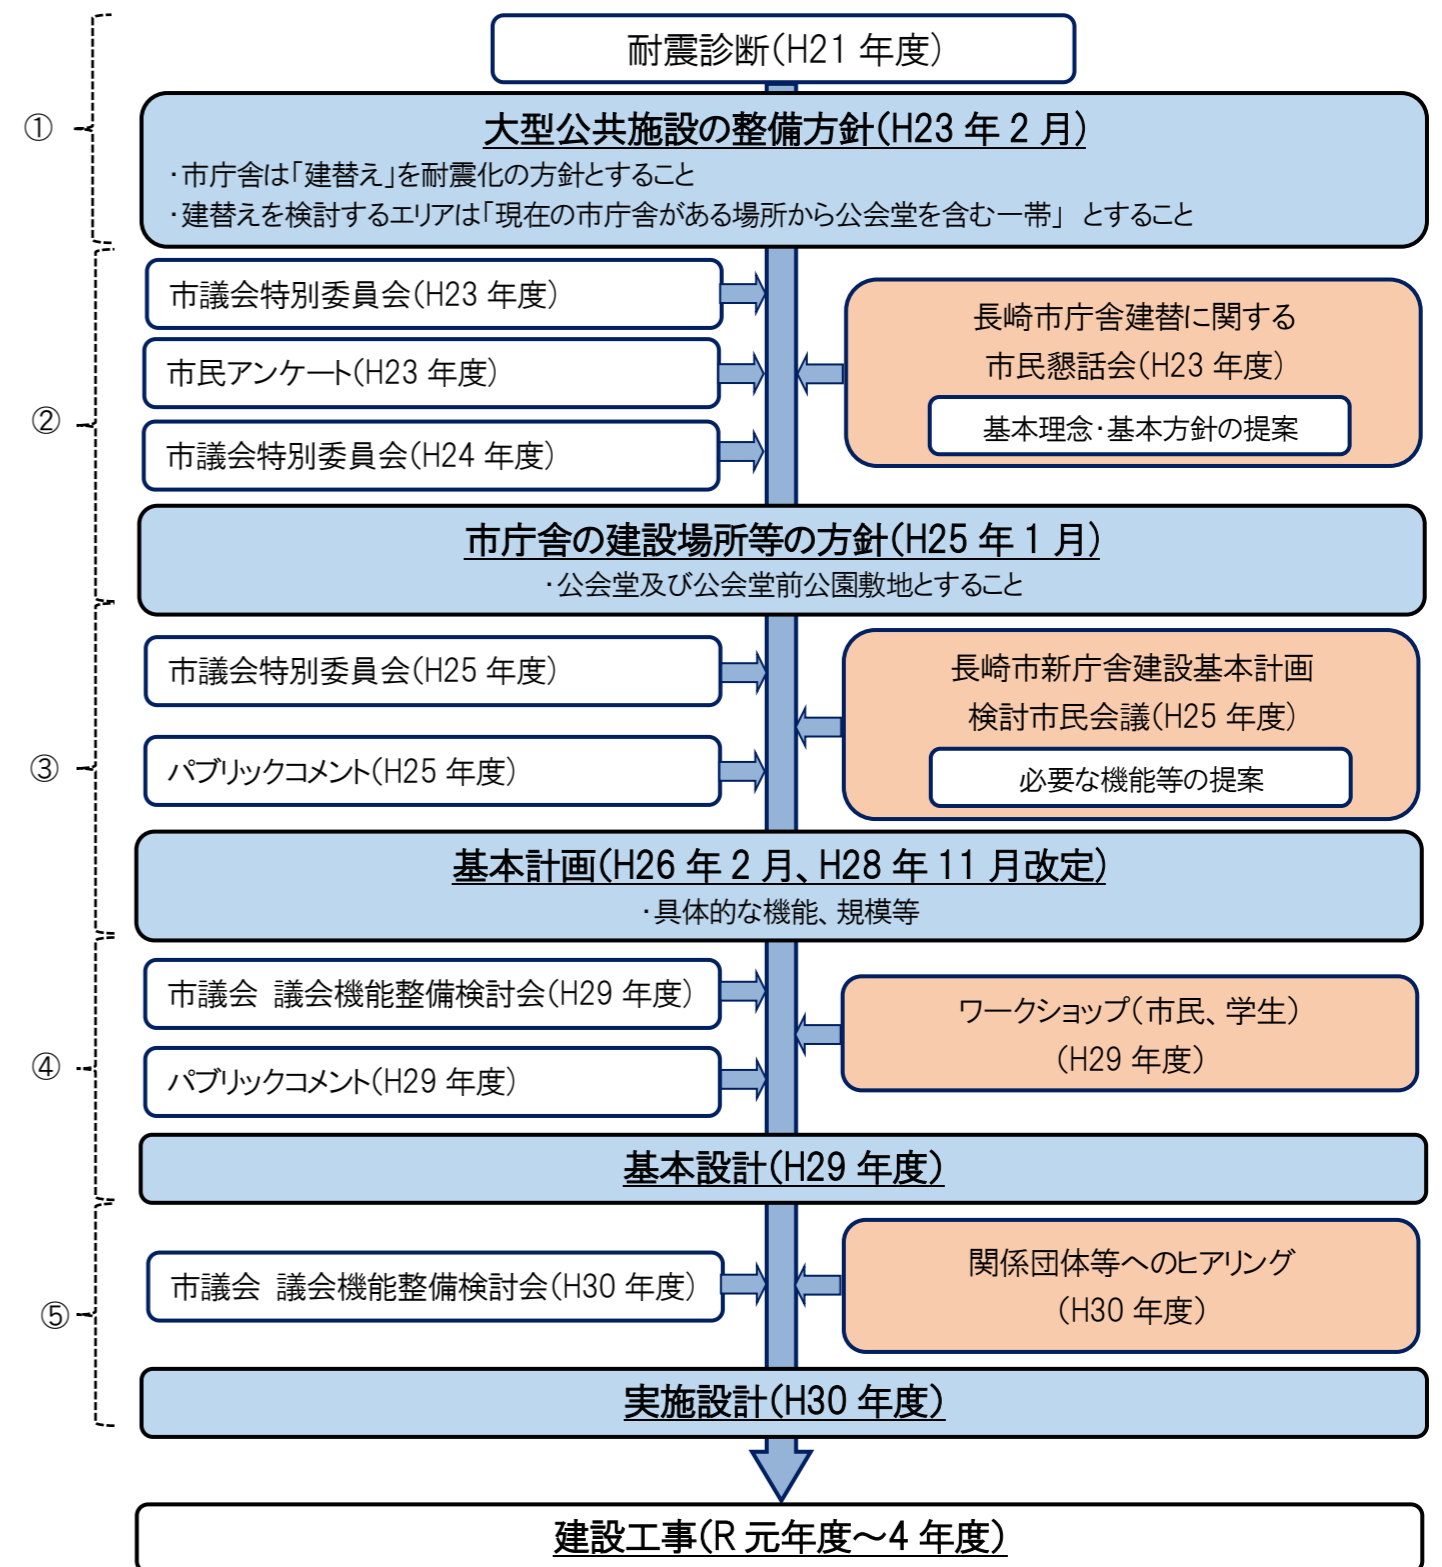 耐震診断(H21 年度)
①
大型公共施設の整備方針(H23 年 2 月)
・市庁舎は「建替え」を耐震化の方針とすること
・建替えを検討するエリアは「現在の市庁舎がある場所から公会堂を含む一帯」 とすること
②
市議会特別委員会(H23 年度)
市民アンケート(H23 年度)
市議会特別委員会(H24 年度)
長崎市庁舎建替に関する
市民懇話会(H23 年度)
基本理念・基本方針の提案
市庁舎の建設場所等の方針(H25 年 1 月)
・公会堂及び公会堂前公園敷地とすること
③
市議会特別委員会(H25 年度)
パブリックコメント(H25 年度)
長崎市新庁舎建設基本計画
検討市民会議(H25 年度)
必要な機能等の提案
基本計画(H26 年 2 月、H28 年 11 月改定)
・具体的な機能、規模等
④
市議会 議会機能整備検討会(H29 年度)
パブリックコメント(H29 年度)
ワークショップ(市民、学生)
(H29 年度)
基本設計(H29 年度)
⑤
市議会 議会機能整備検討会(H30 年度)
関係団体等へのヒアリング
(H30 年度)
実施設計(H30 年度)
建設工事(R 元年度～4 年度)